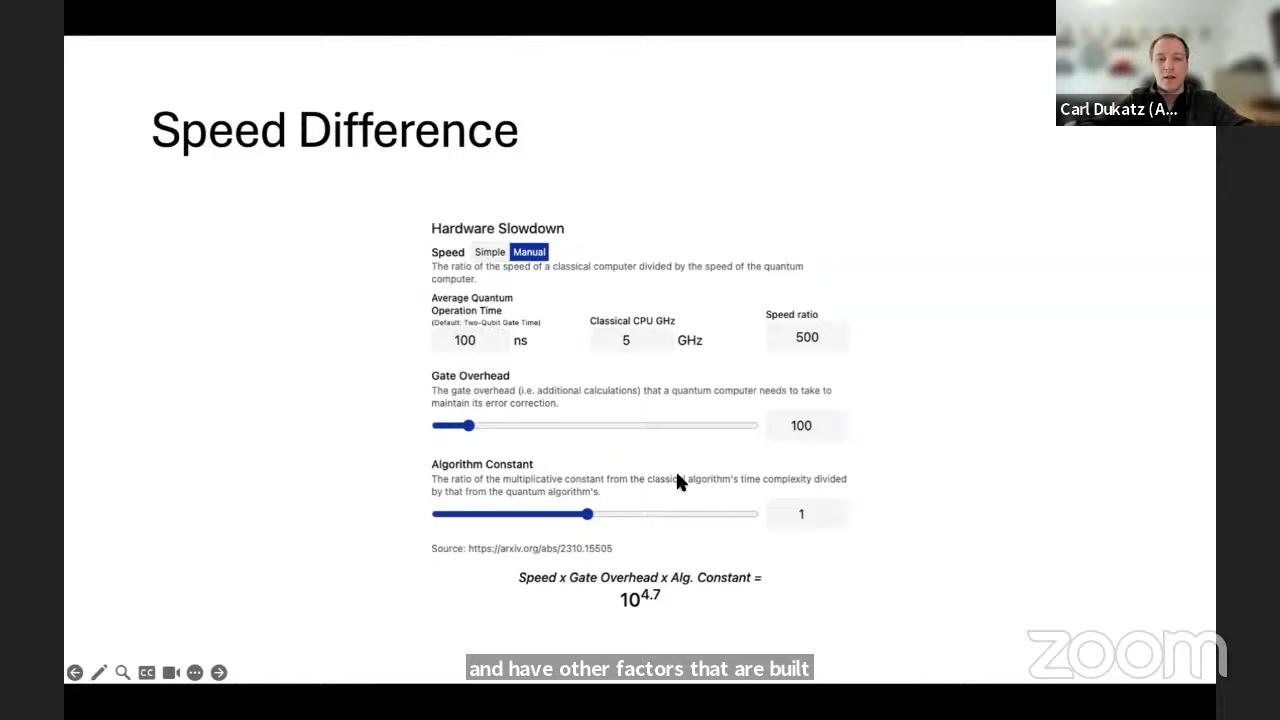 Carl Dukatz (A...
Speed Difference
Hardware Slowdown
Speed Simple Manual
The ratio of the speed of a classical computer divided by the speed of the quantum
computer.
Average Quantum
Operation Time
(Default: Two-Qubit Gate Time)
100 ns
Classical CPU GHz
5 GHz
Speed ratio
500
Gate Overhead
The gate overhead (i.e. additional calculations) that a quantum computer needs to take to
maintain its error correction.
100
Algorithm Constant
The ratio of the multiplicative constant from the classical algorithm's time complexity divided
by that from the quantum algorithm's.
1
Source: https://arxiv.org/abs/2310.15505
Speed x Gate Overhead x Alg. Constant =
10^4.7
CC
zoom
and have other factors that are built